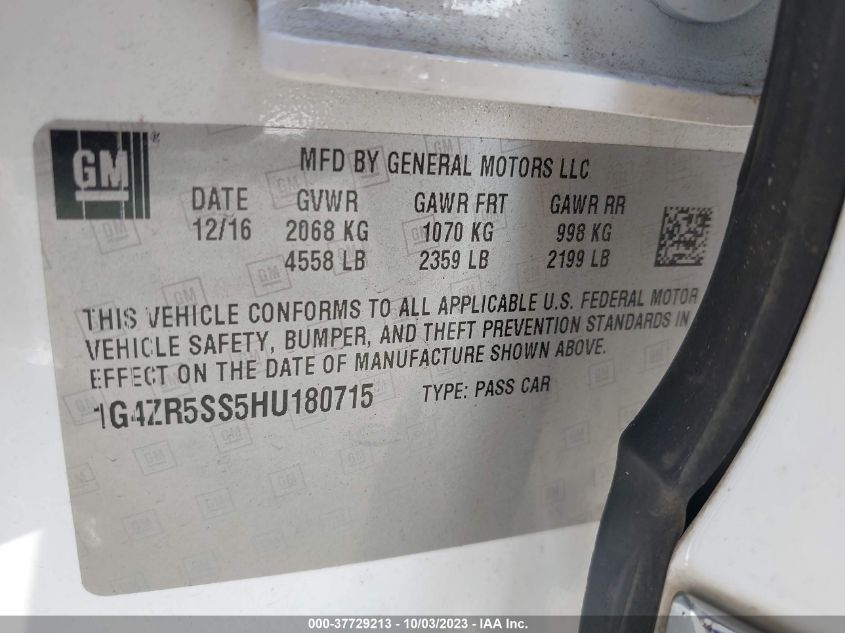 GM
MFD BY GENERAL MOTORS LLC
DATE GVWR GAWR FRT GAWR RR
12/16 2068 KG 1070 KG 998 KG
4558 LB 2359 LB 2199 LB
THIS VEHICLE CONFORMS TO ALL APPLICABLE U.S. FEDERAL MOTOR
VEHICLE SAFETY, BUMPER, AND THEFT PREVENTION STANDARDS IN
EFFECT ON THE DATE OF MANUFACTURE SHOWN ABOVE.
1G4ZR5SS5HU180715 TYPE: PASS CAR
000-37729213 - 10/03/2023 - IAA Inc.